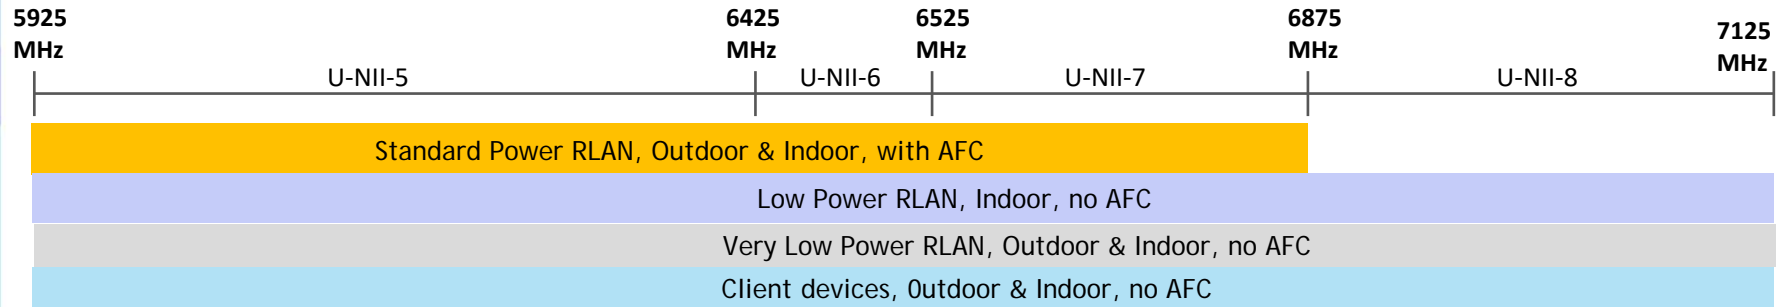 5925 MHz
6425 MHz
6525 MHz
6875 MHz
7125 MHz
U-NII-5
U-NII-6
U-NII-7
U-NII-8
Standard Power RLAN, Outdoor & Indoor, with AFC
Low Power RLAN, Indoor, no AFC
Very Low Power RLAN, Outdoor & Indoor, no AFC
Client devices, 0utdoor & Indoor, no AFC